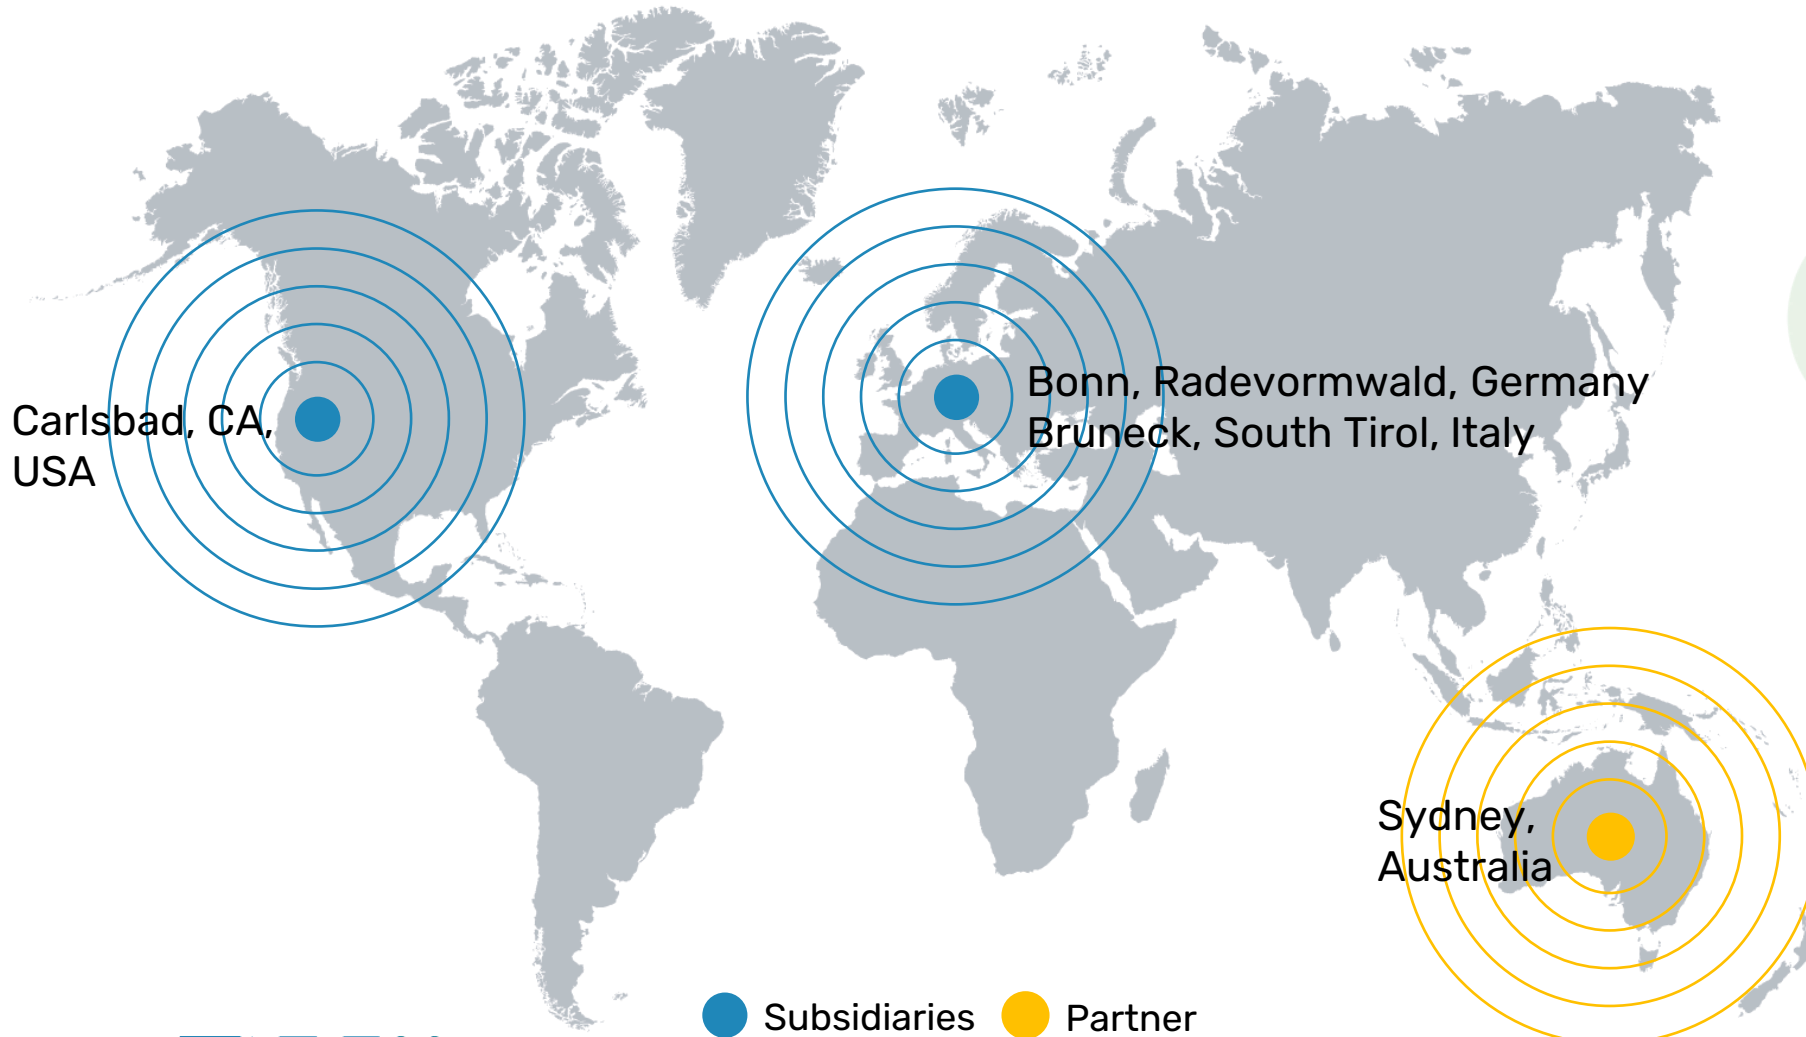 Carlsbad, CA,
USA
Bonn, Radevormwald, Germany
Bruneck, South Tirol, Italy
Sydney,
Australia
Subsidiaries
Partner